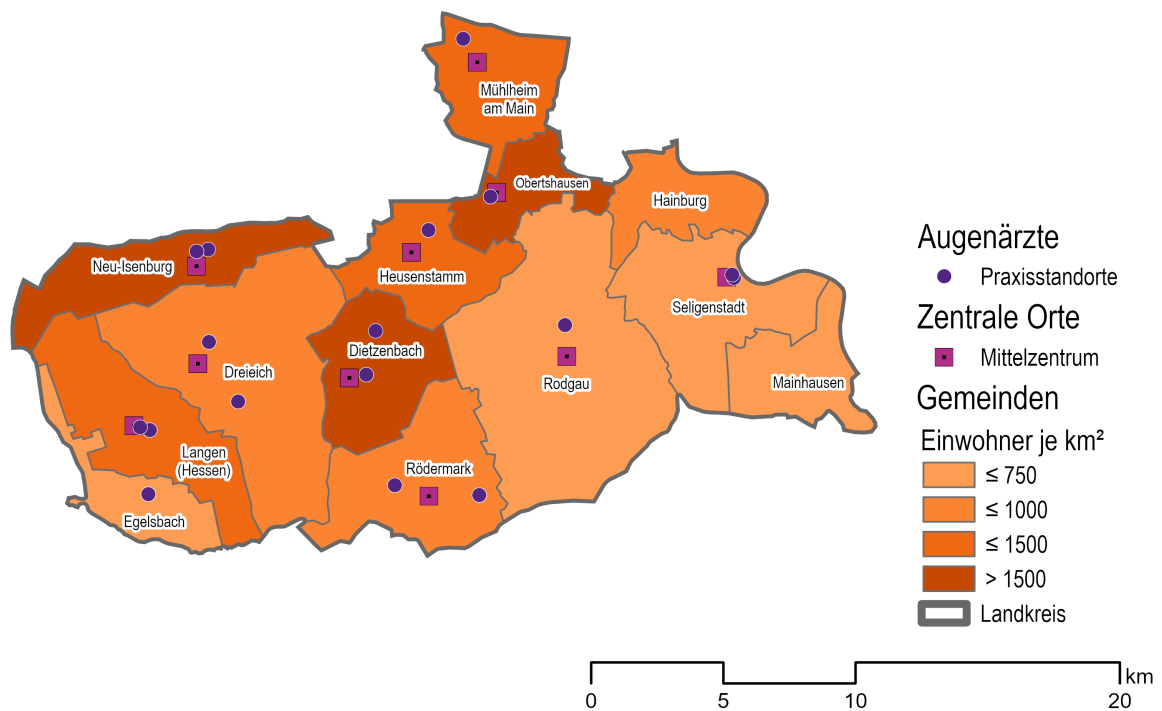 Mühlheim
am Main
Obertshausen
Hainburg
Neu-Isenburg
Heusenstamm
Seligenstadt
Dietzenbach
Dreieich
Rodgau
Mainhausen
Langen
(Hessen)
Rödermark
Egelsbach
Augenärzte
Praxisstandorte
Zentrale Orte
Mittelzentrum
Gemeinden
Einwohner je km²
≤ 750
≤ 1000
≤ 1500
> 1500
Landkreis
km
0 5 10 20